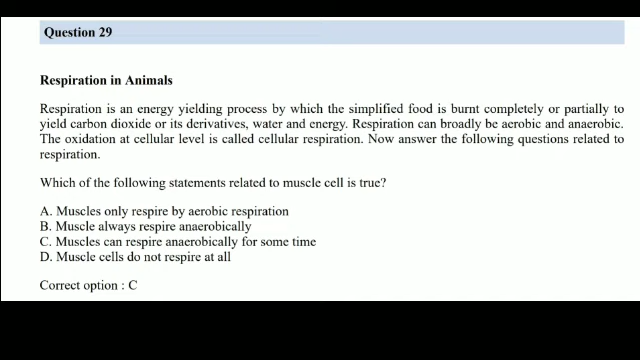 Question 29
Respiration in Animals
Respiration is an energy yielding process by which the simplified food is burnt completely or partially to
yield carbon dioxide or its derivatives, water and energy. Respiration can broadly be aerobic and anaerobic.
The oxidation at cellular level is called cellular respiration. Now answer the following questions related to
respiration.
Which of the following statements related to muscle cell is true?
A. Muscles only respire by aerobic respiration
B. Muscle always respire anaerobically
C. Muscles can respire anaerobically for some time
D. Muscle cells do not respire at all
Correct option : C